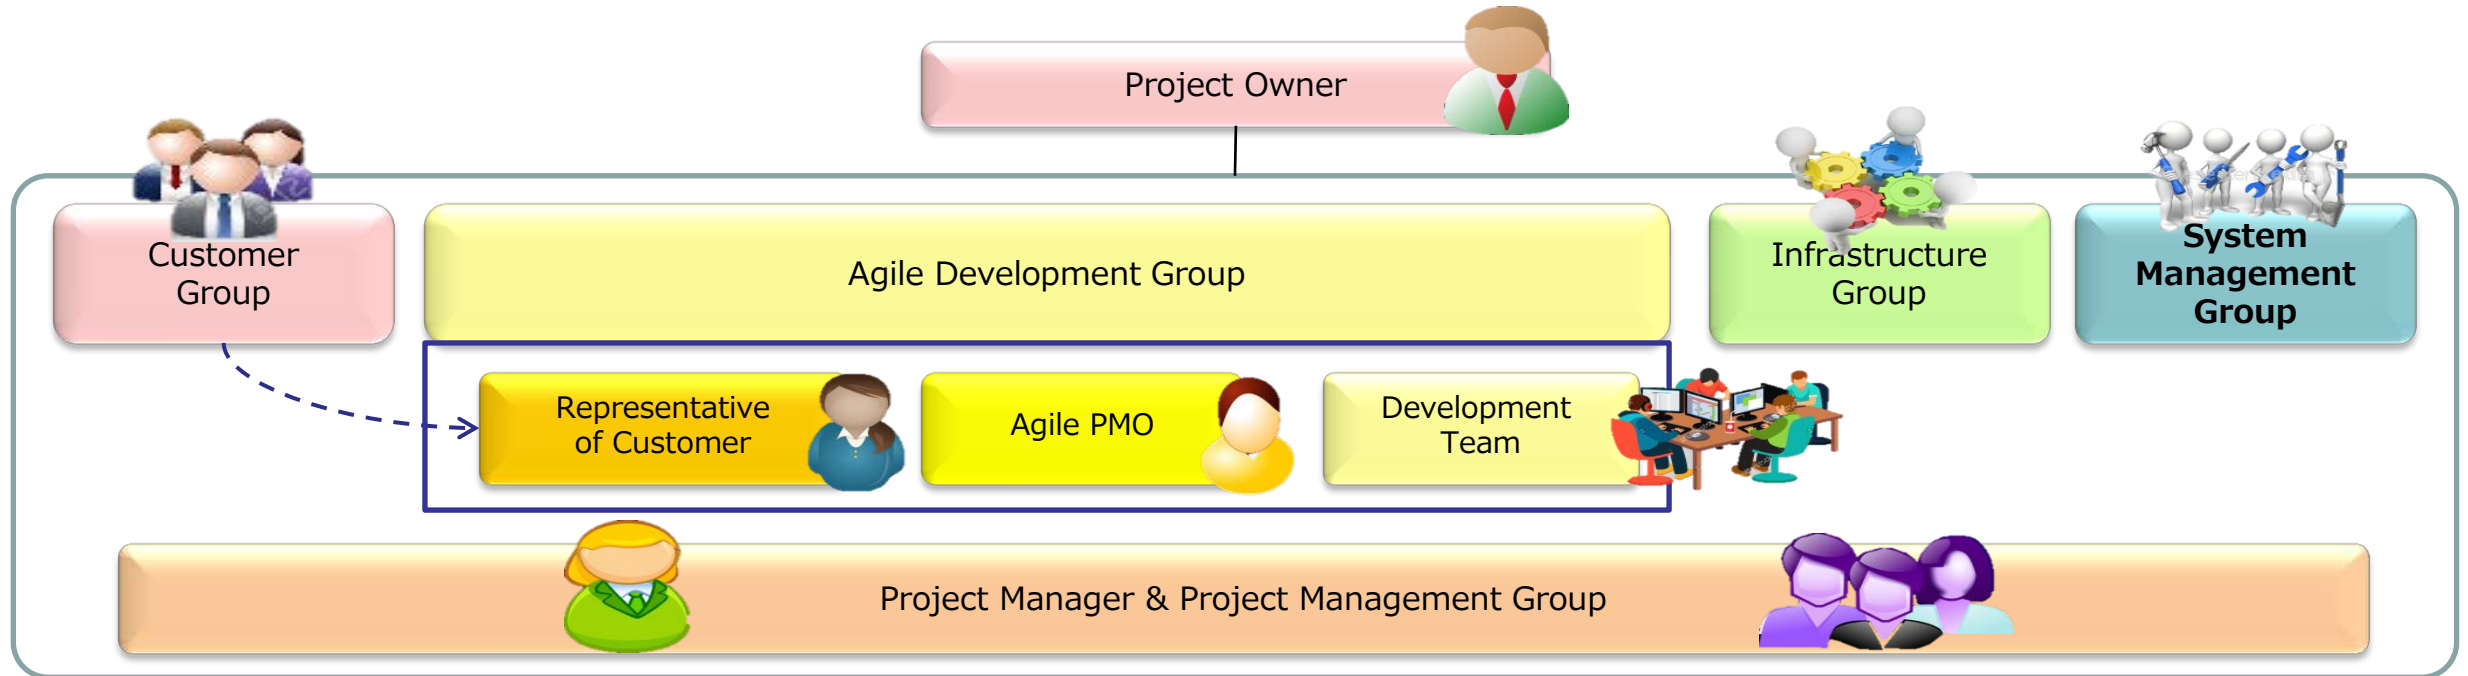 Project Owner
Customer
Group
Agile Development Group
Infrastructure
Group
System
Management
Group
Representative
of Customer
Agile PMO
Development
Team
Project Manager & Project Management Group